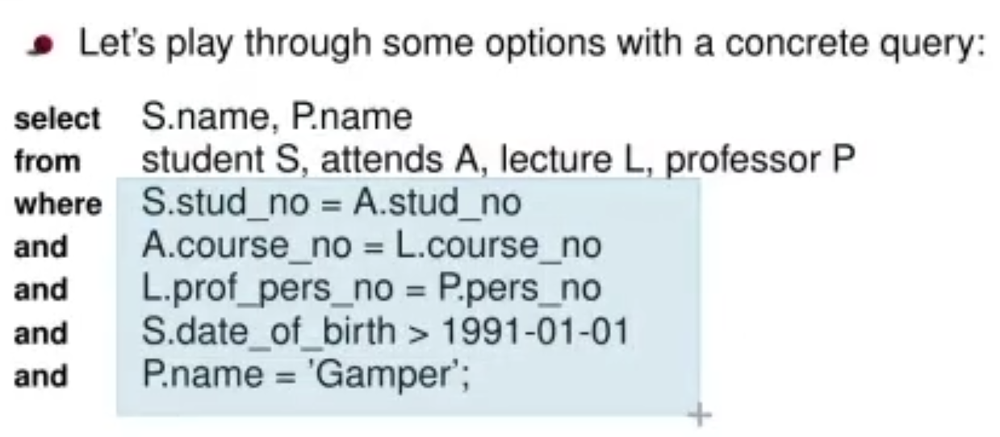 Let's play through some options with a concrete query:
select S.name, P.name
from student S, attends A, lecture L, professor P
where S.stud_no = A.stud_no
and A.course_no = L.course_no
and L.prof_pers_no = P.pers_no
and S.date_of_birth > 1991-01-01
and P.name = 'Gamper';